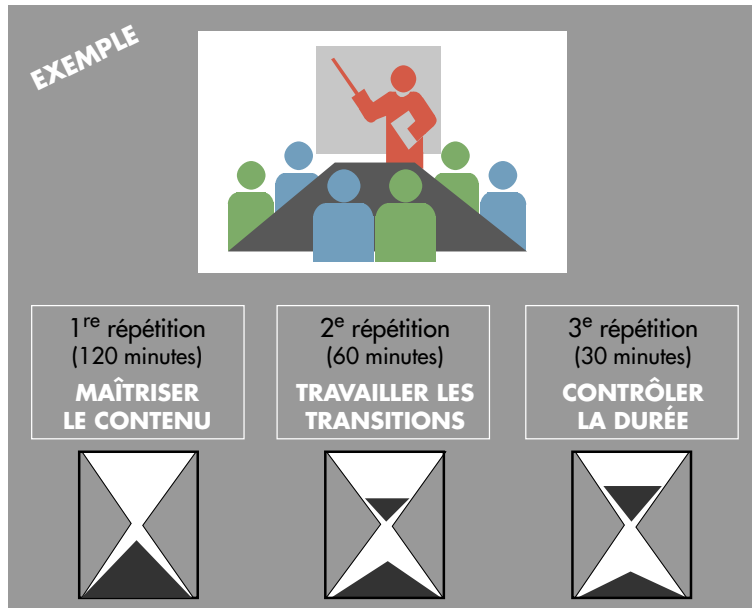 EXEMPLE
1re répétition
(120 minutes)
MAÎTRISER
LE CONTENU
2e répétition
(60 minutes)
TRAVAILLER LES
TRANSITIONS
3e répétition
(30 minutes)
CONTRÔLER
LA DURÉE